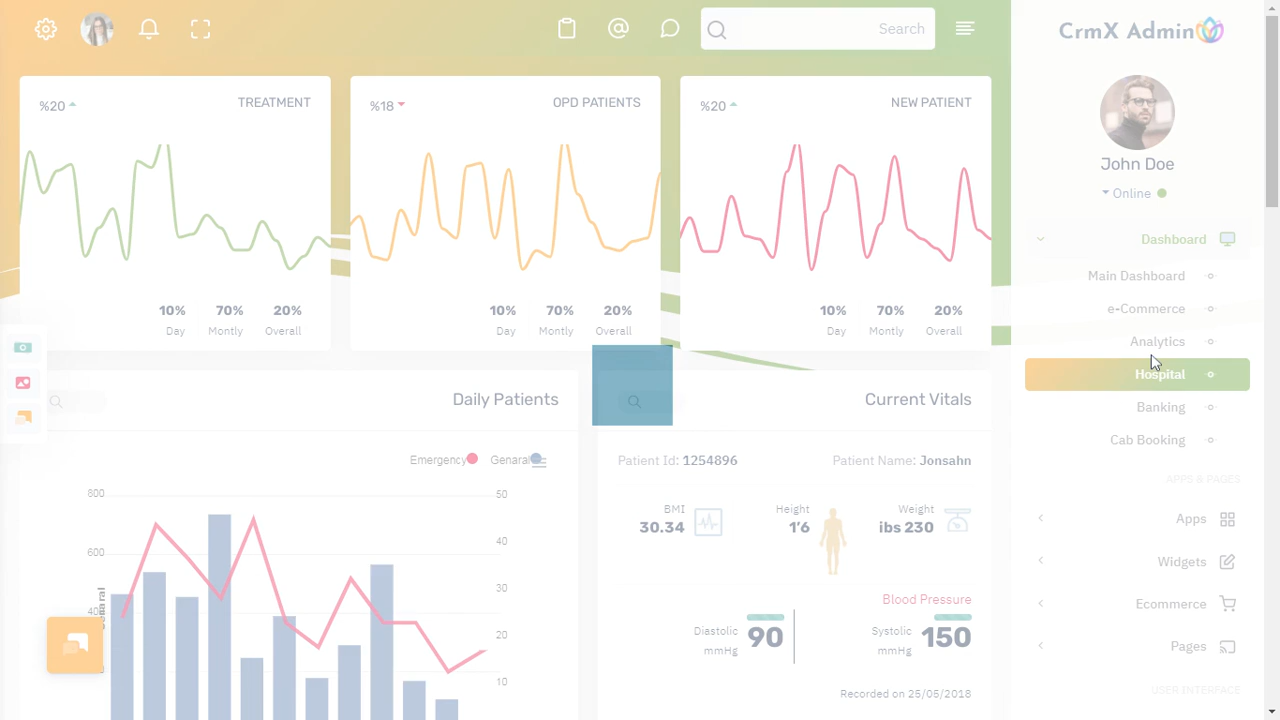 Search
CrmX Admin
John Doe
Online
Dashboard
Main Dashboard
e-Commerce
Analytics
Hospital
Banking
Cab Booking
APPS & PAGES
Apps
Widgets
Ecommerce
Pages
USER INTERFACE
%20 TREATMENT
10% 70% 20%
Day Montly Overall
%18 OPD PATIENTS
10% 70% 20%
Day Montly Overall
%20 NEW PATIENT
10% 70% 20%
Day Montly Overall
Daily Patients
Emergency Genaral
800
600
50
40
30
20
10
Current Vitals
Patient Id: 1254896 Patient Name: Jonsahn
BMI Height Weight
30.34 1'6 ibs 230
Blood Pressure
Diastolic 90 Systolic 150
mmHg mmHg
Recorded on 25/05/2018